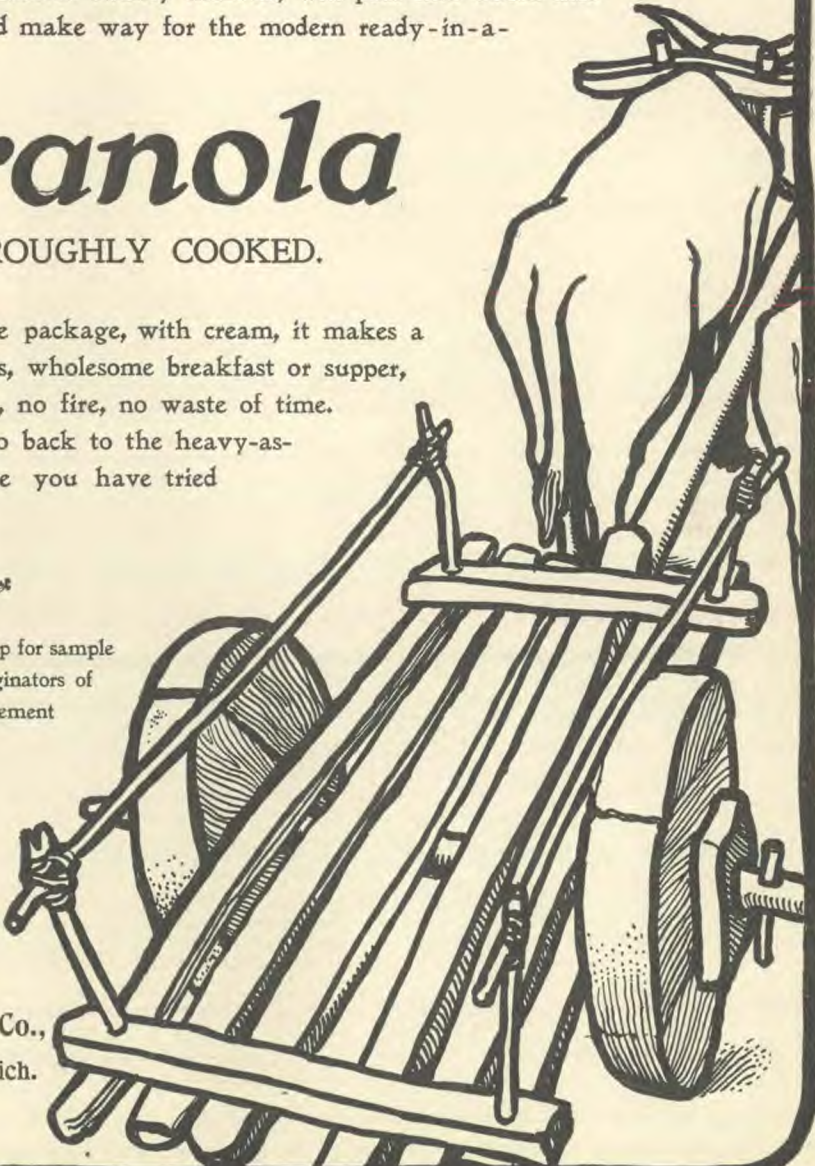 make way for the modern ready-in-a-
ranola
ROUGHLY COOKED.
package, with cream, it makes a
wholesome breakfast or supper,
no fire, no waste of time.
back to the heavy-as-
you have tried
for sample
ginators of
ement
Co.,
ich.